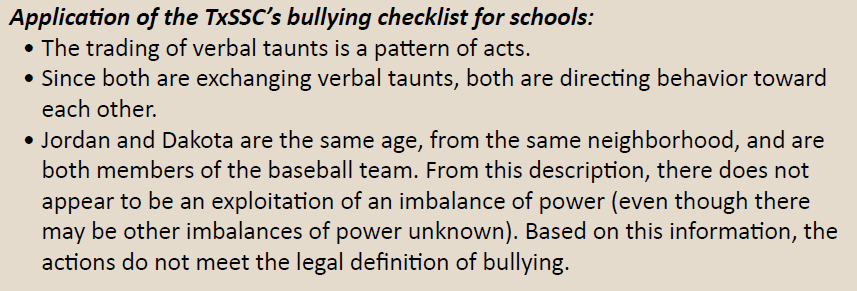 Application of the TxSSC's bullying checklist for schools:
• The trading of verbal taunts is a pattern of acts.
• Since both are exchanging verbal taunts, both are directing behavior toward
each other.
• Jordan and Dakota are the same age, from the same neighborhood, and are
both members of the baseball team. From this description, there does not
appear to be an exploitation of an imbalance of power (even though there
may be other imbalances of power unknown). Based on this information, the
actions do not meet the legal definition of bullying.